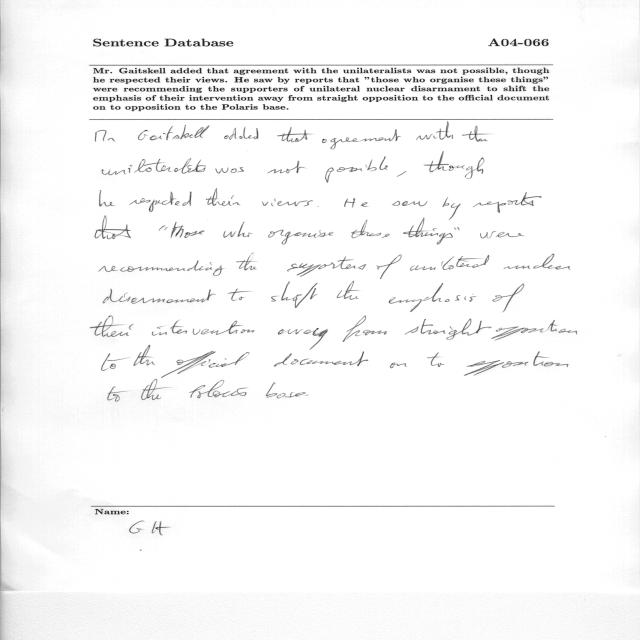 Sentence Database A04-066
Mr. Gaitskell added that agreement with the unilateralists was not possible, though
he respected their views. He saw by reports that "those who organise these things"
were recommending the supporters of unilateral nuclear disarmament to shift the
emphasis of their intervention away from straight opposition to the official document
on to opposition to the Polaris base.
Mr Gaitskell added that agreement with the
unilateralists was not possible, though
he respected their views. He saw by reports
that "those who organise these things" were
recommending the supporters of unilateral nuclear
disarmament to shift the emphasis of
their intervention away from straight opposition
to the official document on to opposition
to the Polaris base
Name:
GH